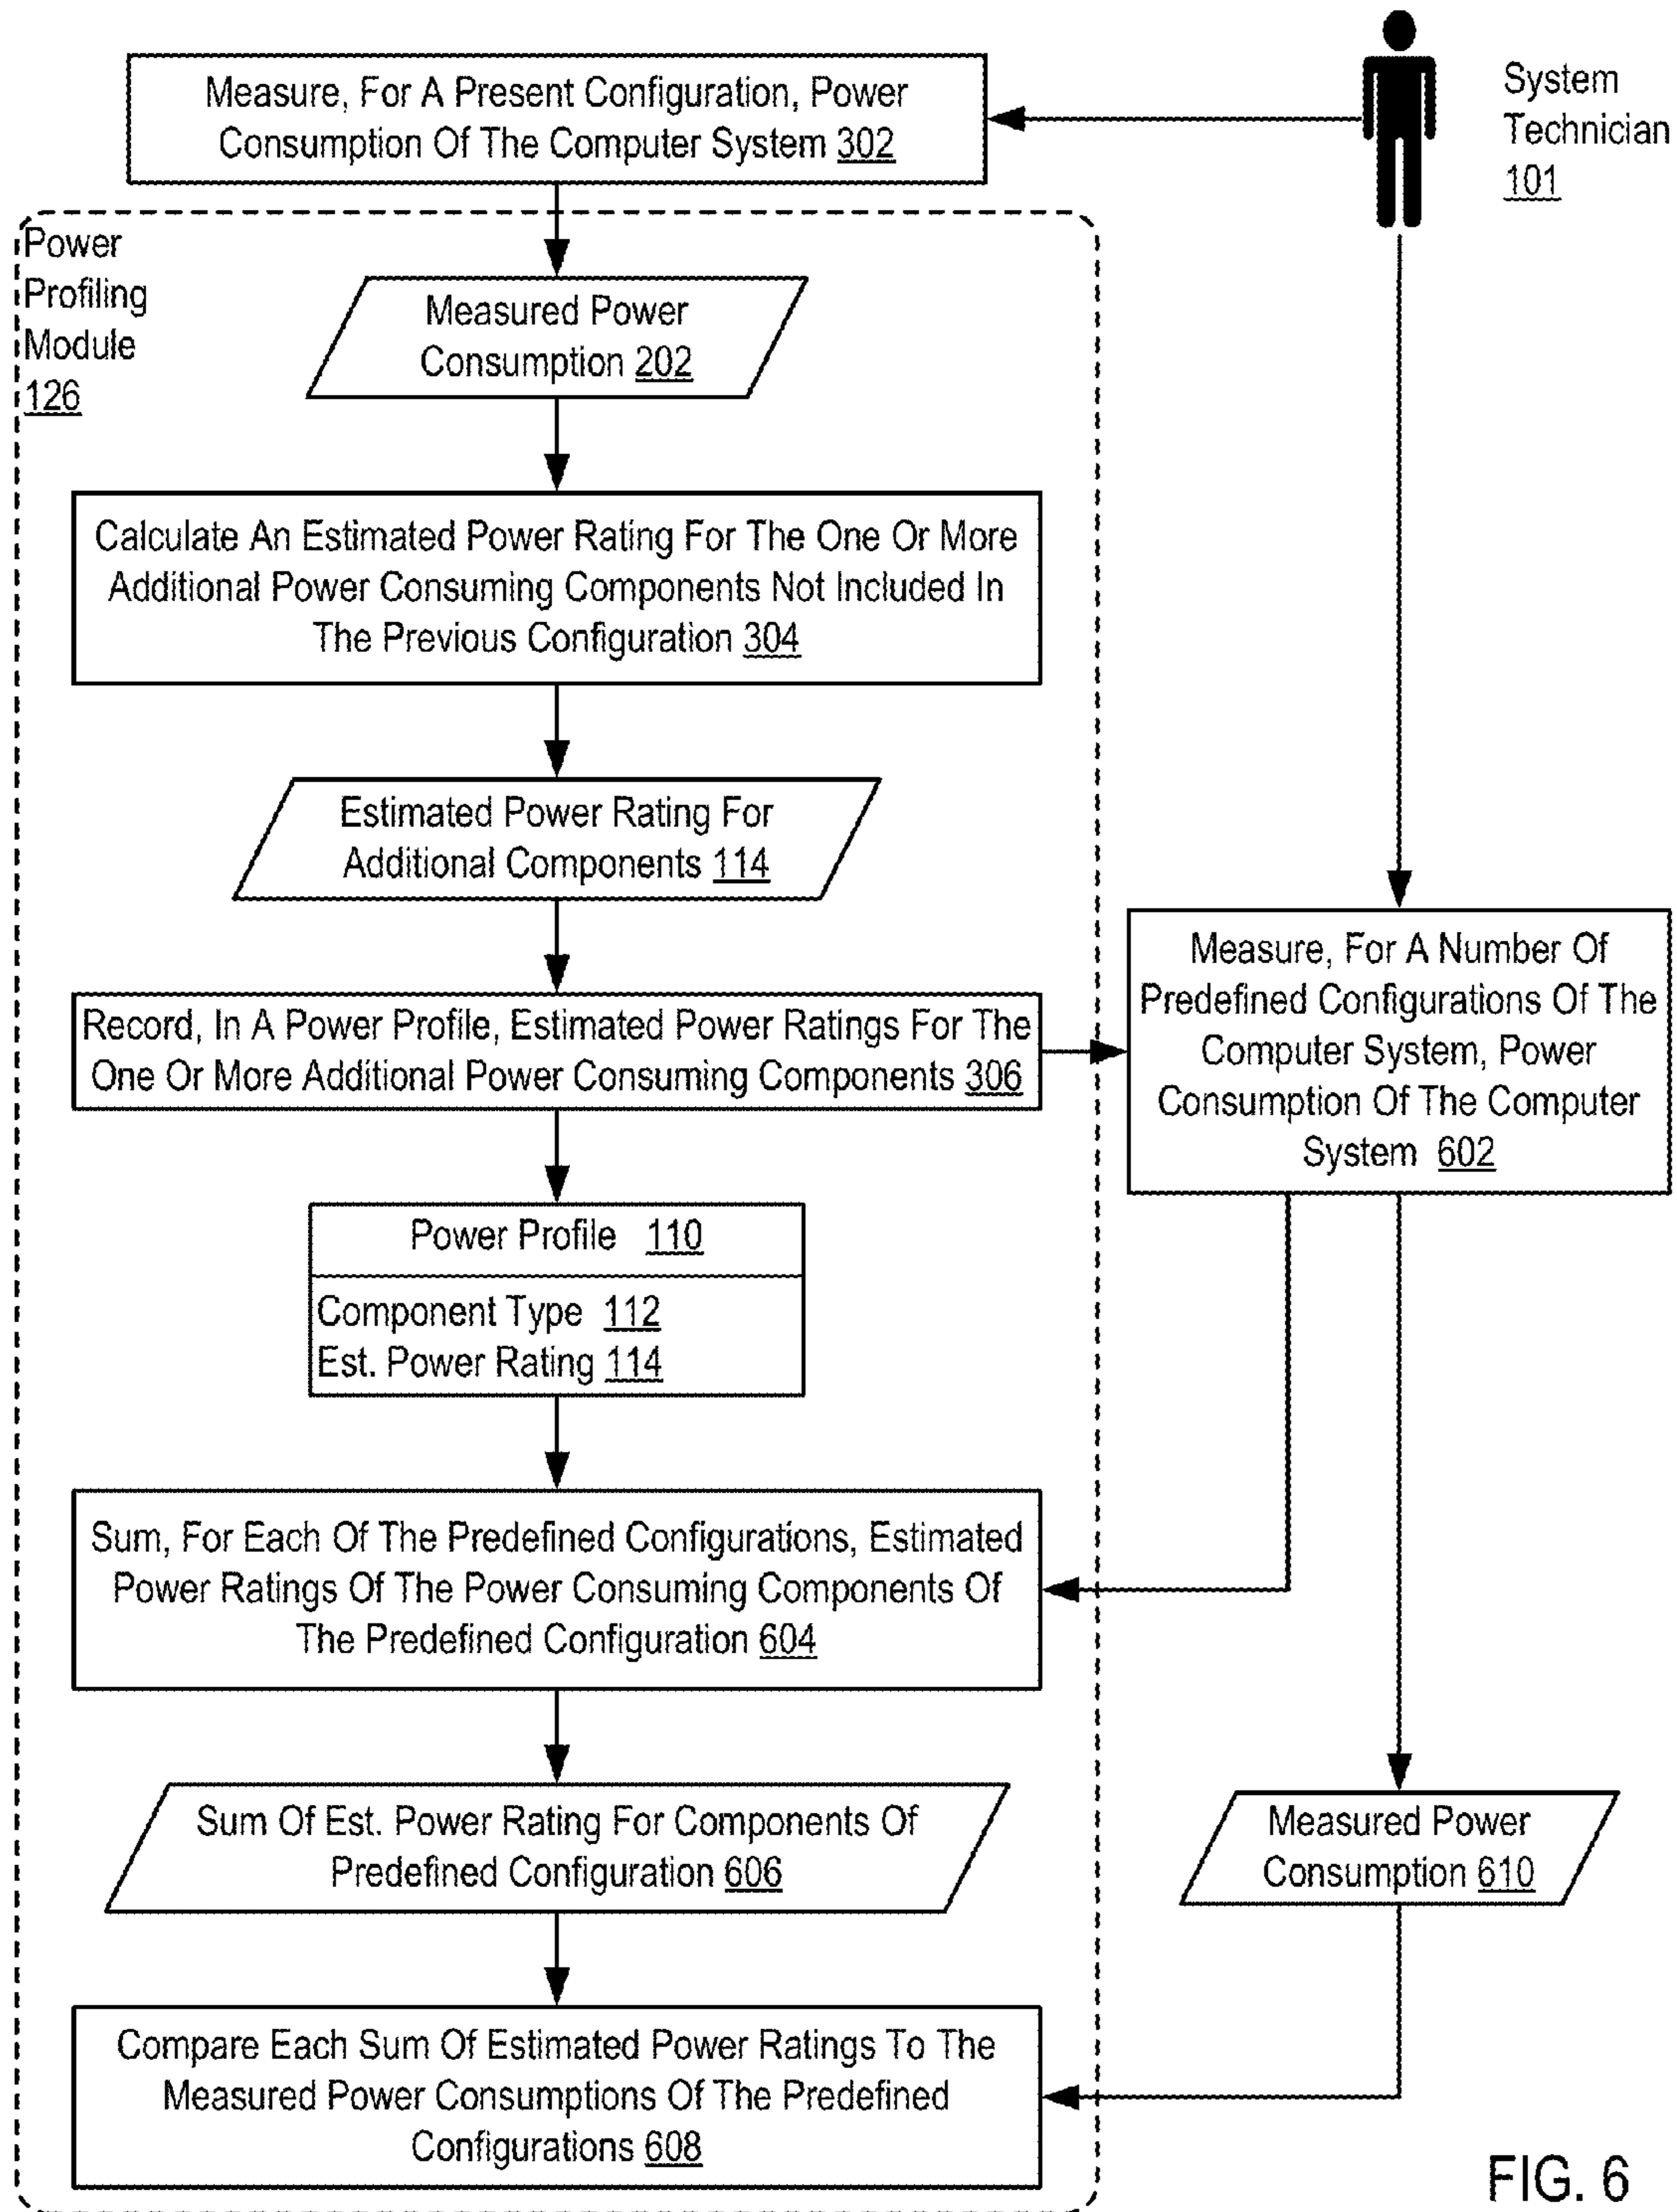 Measure, For A Present Configuration, Power
Consumption Of The Computer System 302
System
Technician
101
Power
Profiling
Module
126
Measured Power
Consumption 202
Calculate An Estimated Power Rating For The One Or More
Additional Power Consuming Components Not Included In
The Previous Configuration 304
Estimated Power Rating For
Additional Components 114
Record, In A Power Profile, Estimated Power Ratings For The
One Or More Additional Power Consuming Components 306
Measure, For A Number Of
Predefined Configurations Of The
Computer System, Power
Consumption Of The Computer
System 602
Power Profile 110
Component Type 112
Est. Power Rating 114
Sum, For Each Of The Predefined Configurations, Estimated
Power Ratings Of The Power Consuming Components Of
The Predefined Configuration 604
Sum Of Est. Power Rating For Components Of
Predefined Configuration 606
Measured Power
Consumption 610
Compare Each Sum Of Estimated Power Ratings To The
Measured Power Consumptions Of The Predefined
Configurations 608
FIG. 6